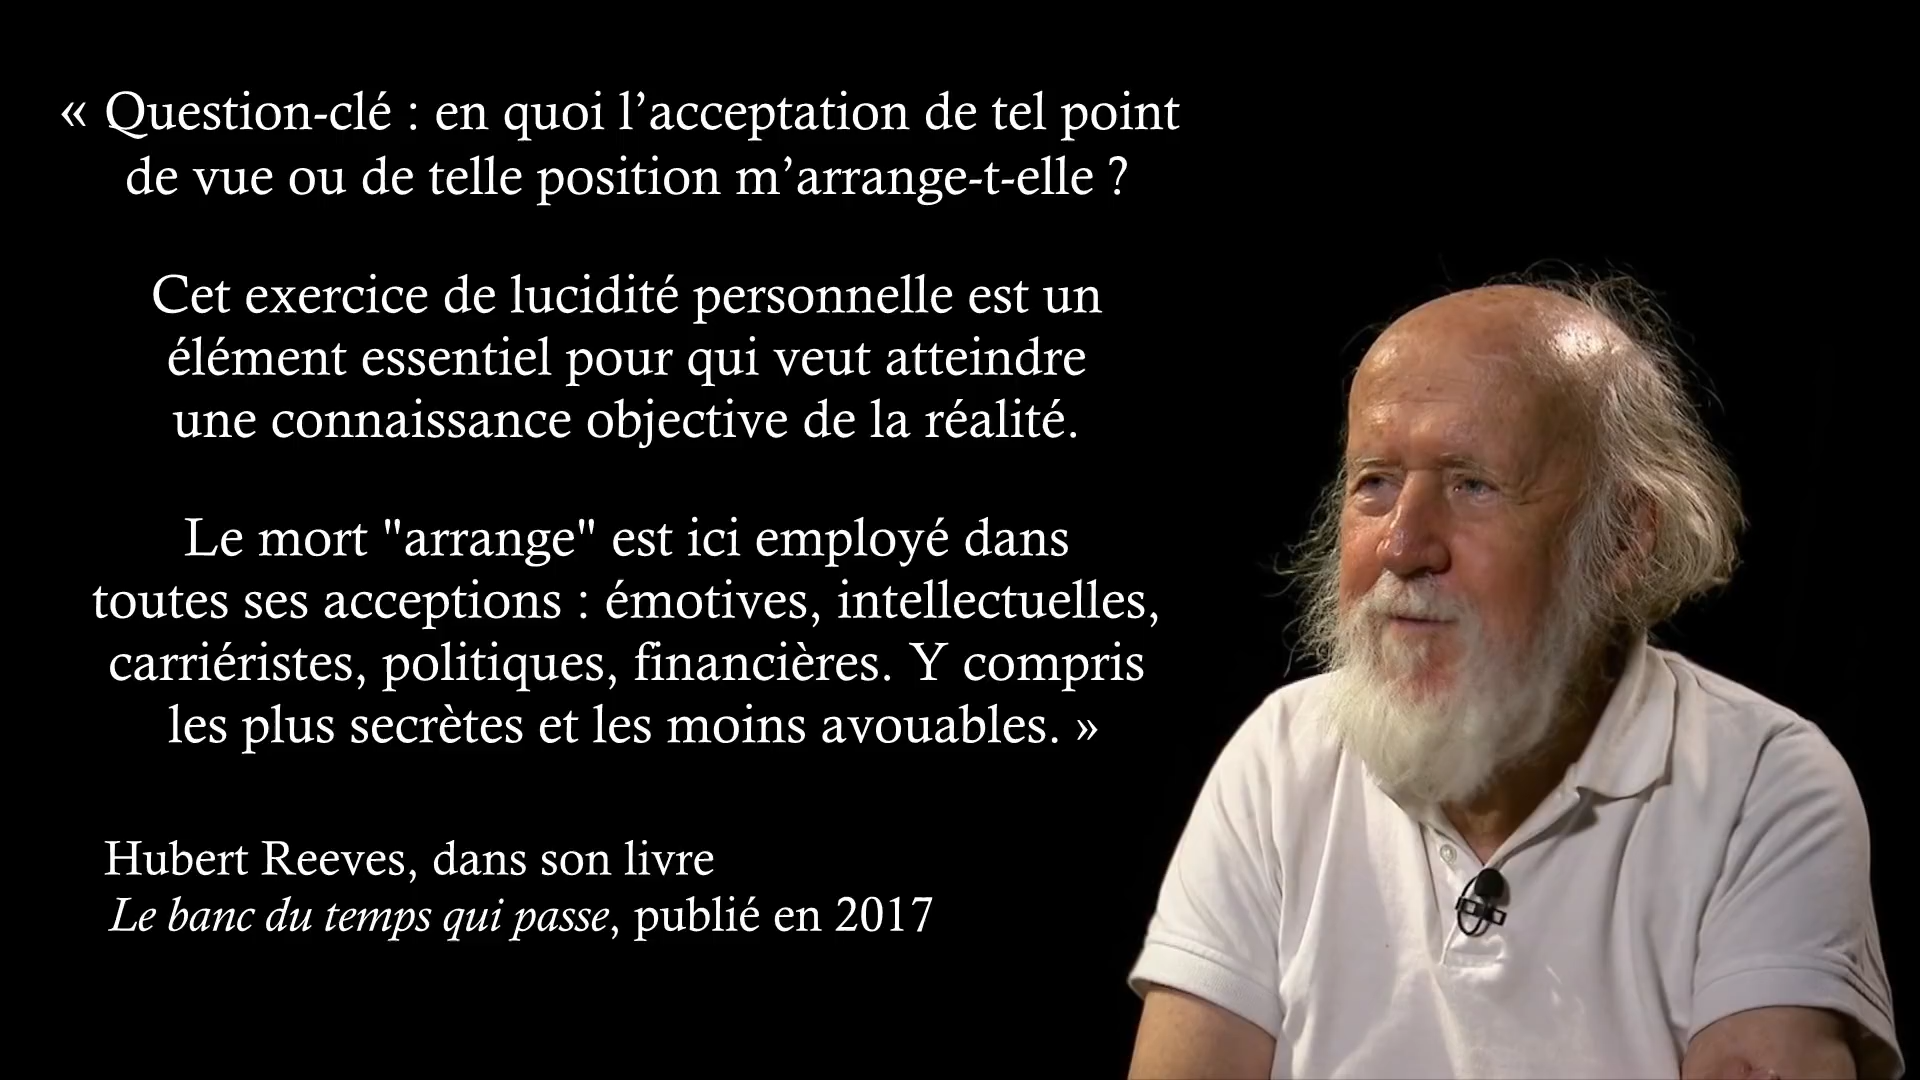 « Question-clé : en quoi l’acceptation de tel point
de vue ou de telle position m’arrange-t-elle ?
Cet exercice de lucidité personnelle est un
élément essentiel pour qui veut atteindre
une connaissance objective de la réalité.
Le mort "arrange" est ici employé dans
toutes ses acceptions : émotives, intellectuelles,
carriéristes, politiques, financières. Y compris
les plus secrètes et les moins avouables. »
Hubert Reeves, dans son livre
Le banc du temps qui passe, publié en 2017